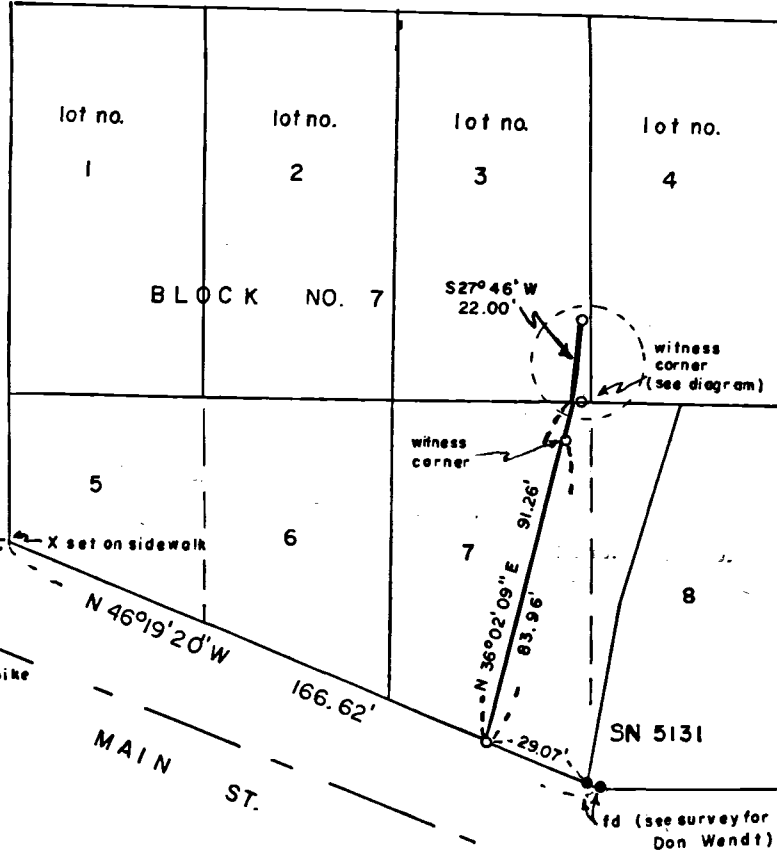 lot no.
1
lot no.
2
lot no.
3
lot no.
4
BLOCK NO. 7
S27°46'W
22.00'
witness
corner
(see diagram)
witness
corner
5
6
7
8
X set on sidewalk
N 46°19'20"W
166.62'
N 36°02'09"E
91.26'
83.96'
29.07'
SN 5131
MAIN
ST.
fd (see survey for
Don Wendt)